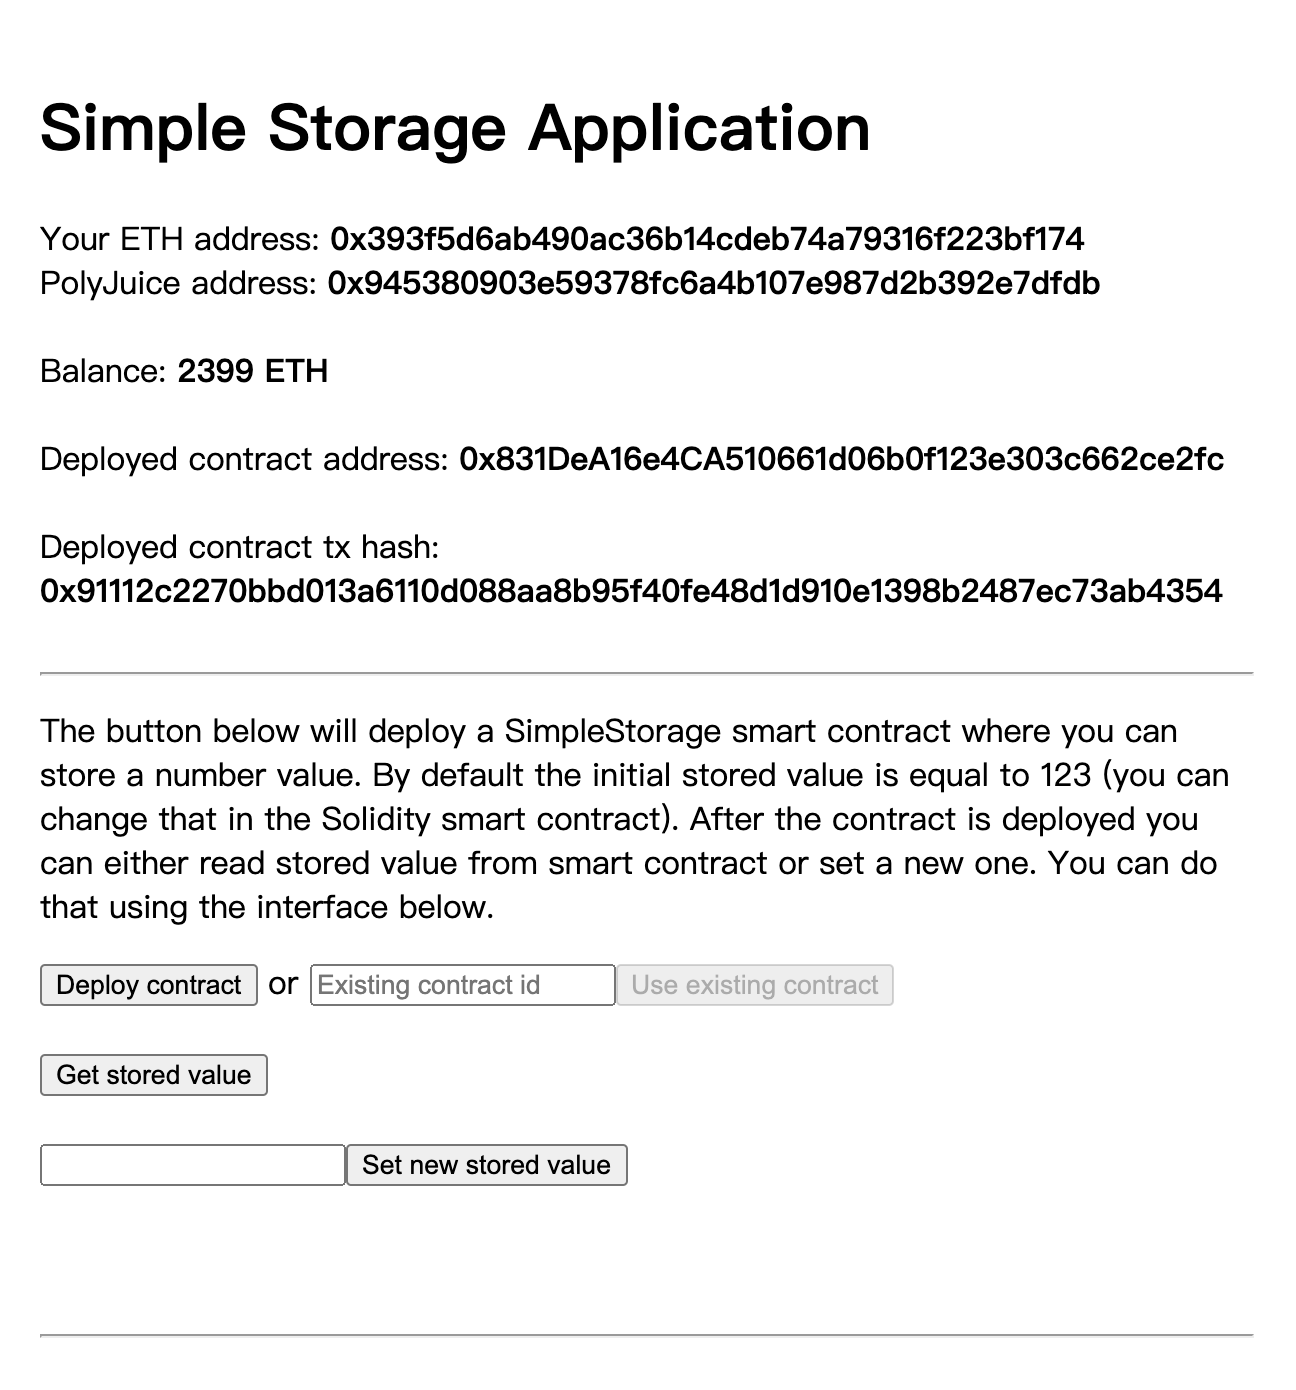 Simple Storage Application
Your ETH address: 0x393f5d6ab490ac36b14cdeb74a79316f223bf174
PolyJuice address: 0x945380903e59378fc6a4b107e987d2b392e7dfdb
Balance: 2399 ETH
Deployed contract address: 0x831DeA16e4CA510661d06b0f123e303c662ce2fc
Deployed contract tx hash:
0x91112c2270bbd013a6110d088aa8b95f40fe48d1d910e1398b2487ec73ab4354
The button below will deploy a SimpleStorage smart contract where you can
store a number value. By default the initial stored value is equal to 123 (you can
change that in the Solidity smart contract). After the contract is deployed you
can either read stored value from smart contract or set a new one. You can do
that using the interface below.
Deploy contract or Existing contract id Use existing contract
Get stored value
Set new stored value